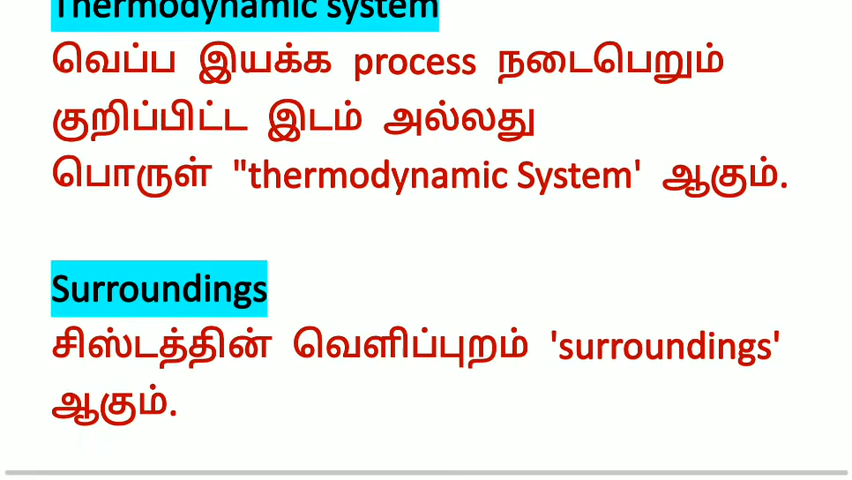 Thermodynamic system
வெப்ப இயக்க process நடைபெறும்
குறிப்பிட்ட இடம் அல்லது
பொருள் "thermodynamic System' ஆகும்.
Surroundings
சிஸ்டத்தின் வெளிப்புறம் 'surroundings'
ஆகும்.